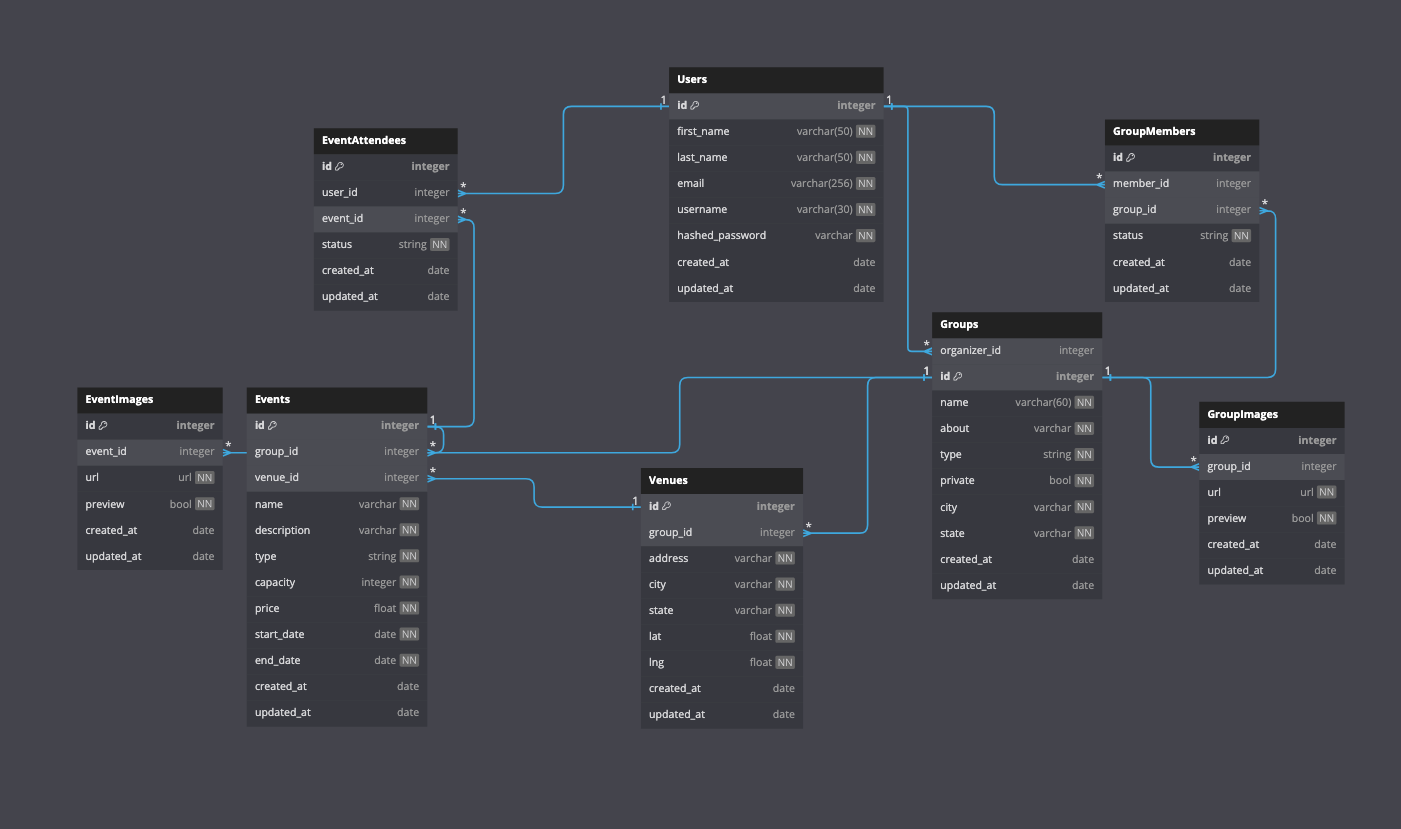 Users
id integer
first_name varchar(50) NN
last_name varchar(50) NN
email varchar(256) NN
username varchar(30) NN
hashed_password varchar NN
created_at date
updated_at date
1
1
EventAttendees
id integer
user_id integer *
event_id integer *
status string NN
created_at date
updated_at date
GroupMembers
id integer
* member_id integer
group_id integer *
status string NN
created_at date
updated_at date
Groups
* organizer_id integer
1 id integer 1
name varchar(60) NN
about varchar NN
type string NN
private bool NN
city varchar NN
state varchar NN
created_at date
updated_at date
EventImages
id integer
event_id integer *
url url NN
preview bool NN
created_at date
updated_at date
Events
id integer 1
group_id integer *
venue_id integer *
name varchar NN
description varchar NN
type string NN
capacity integer NN
price float NN
start_date date NN
end_date date NN
created_at date
updated_at date
Venues
1 id integer
group_id integer *
address varchar NN
city varchar NN
state varchar NN
lat float NN
lng float NN
created_at date
updated_at date
GroupImages
id integer
* group_id integer
url url NN
preview bool NN
created_at date
updated_at date